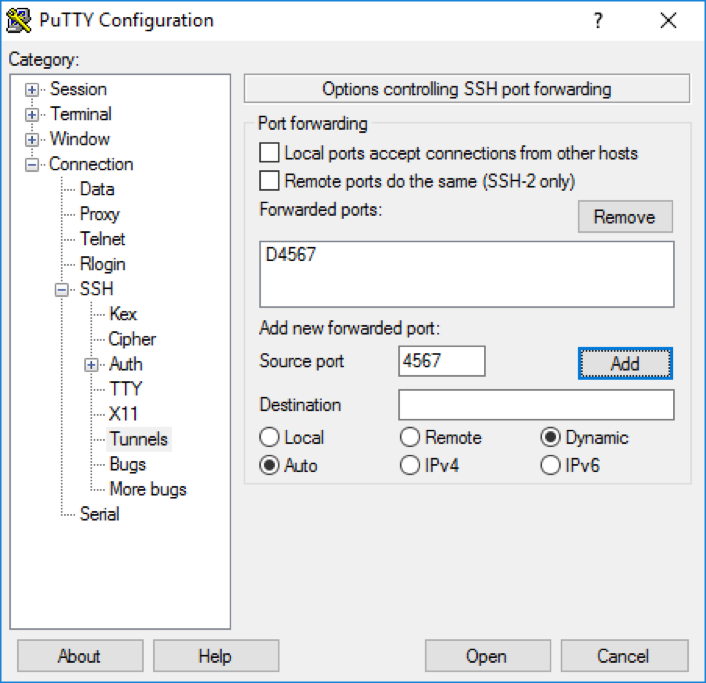 PuTTY Configuration
?
Category:
Session
Terminal
Window
Connection
Data
Proxy
Telnet
Rlogin
SSH
Kex
Cipher
Auth
TTY
X11
Tunnels
Bugs
More bugs
Serial
Options controlling SSH port forwarding
Port forwarding
Local ports accept connections from other hosts
Remote ports do the same (SSH-2 only)
Forwarded ports:
Remove
D4567
Add new forwarded port:
Source port
4567
Add
Destination
Local
Remote
Dynamic
Auto
IPv4
IPv6
About
Help
Open
Cancel